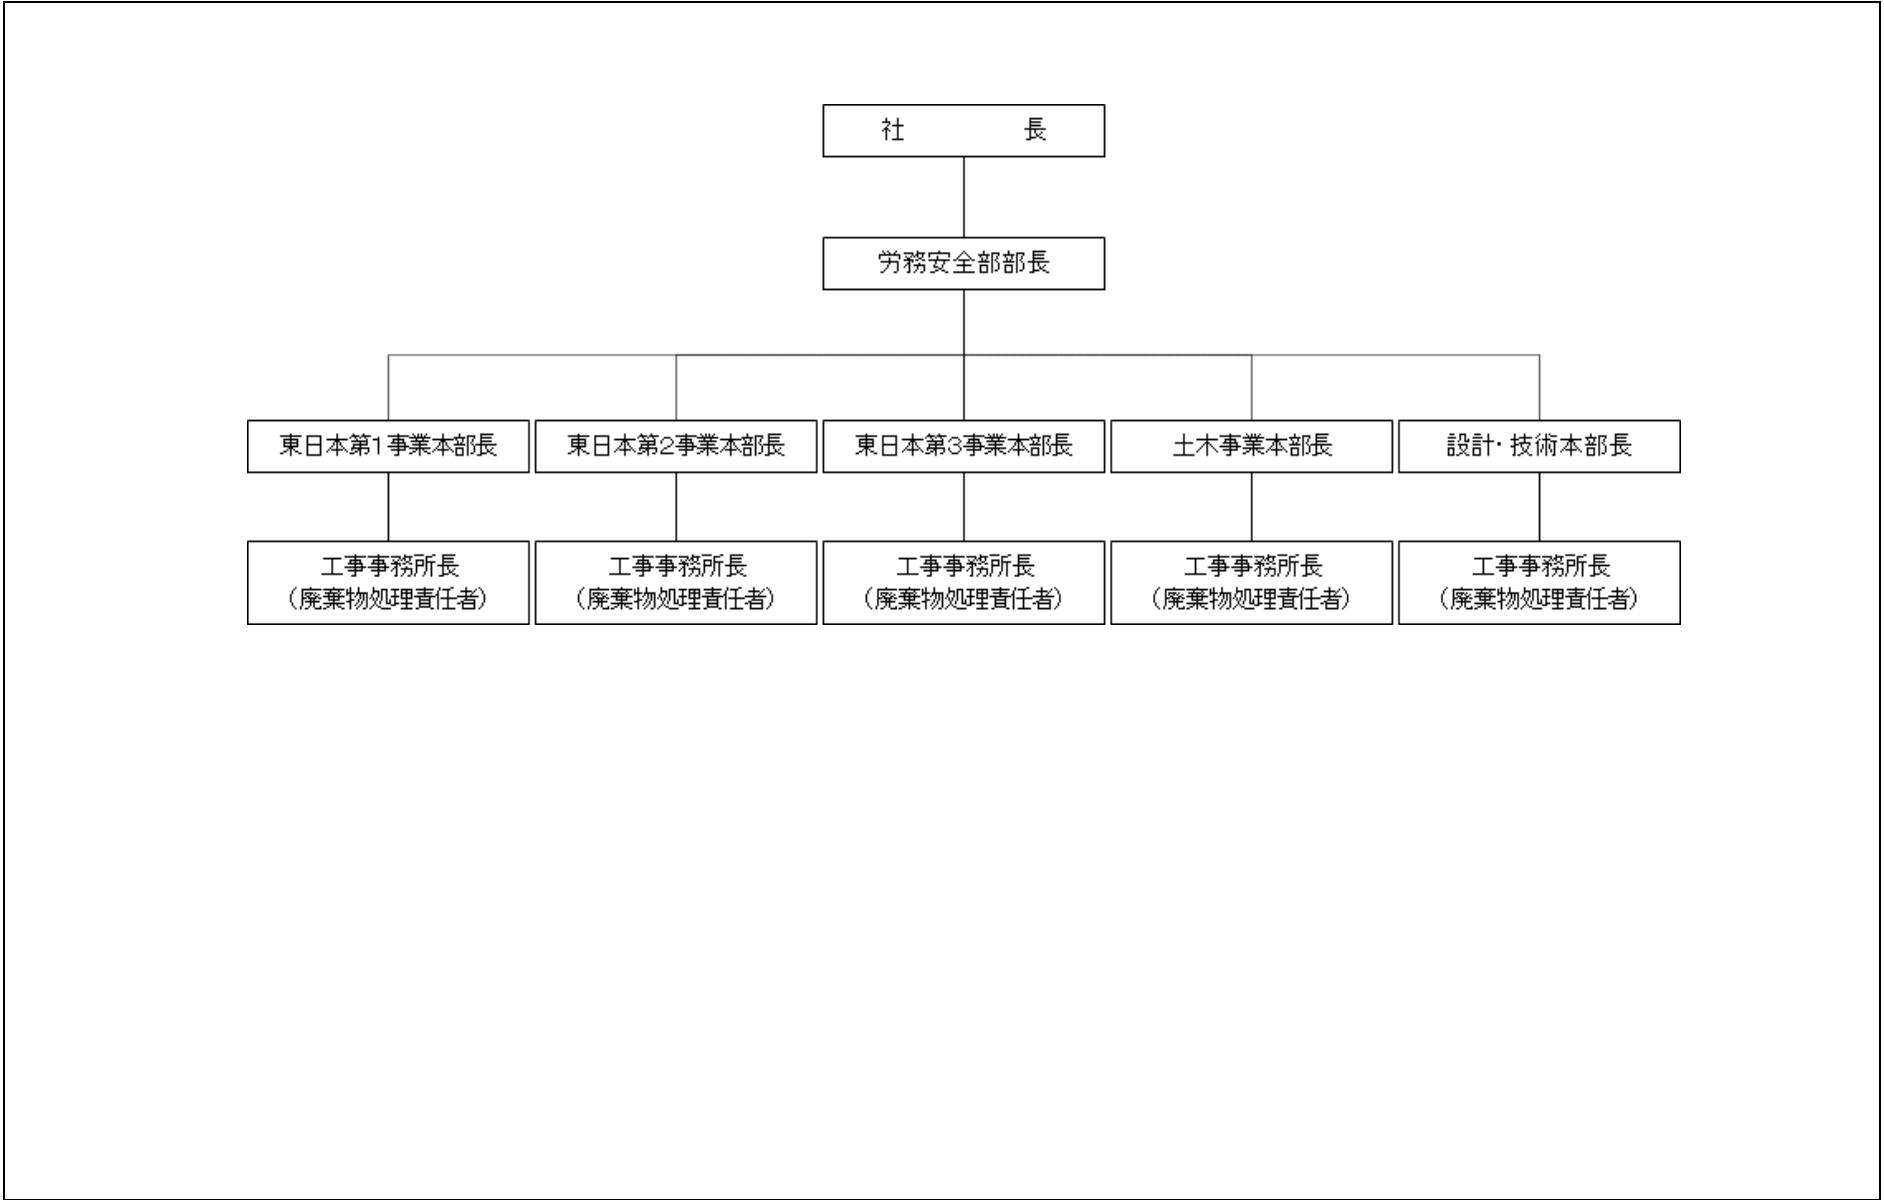 社　　　　　長
労務安全部部長
東日本第1事業本部長
東日本第2事業本部長
東日本第3事業本部長
土木事業本部長
設計・技術本部長
工事事務所長
（廃棄物処理責任者）
工事事務所長
（廃棄物処理責任者）
工事事務所長
（廃棄物処理責任者）
工事事務所長
（廃棄物処理責任者）
工事事務所長
（廃棄物処理責任者）